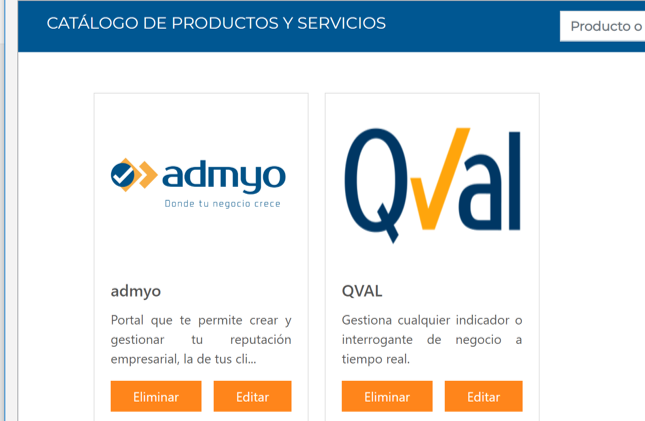 CATÁLOGO DE PRODUCTOS Y SERVICIOS
Producto o
admyo
Donde tu negocio crece
admyo
Portal que te permite crear y
gestionar tu reputación
empresarial, la de tus cli...
Eliminar
Editar
Qval
QVAL
Gestiona cualquier indicador o
interrogante de negocio a
tiempo real.
Eliminar
Editar